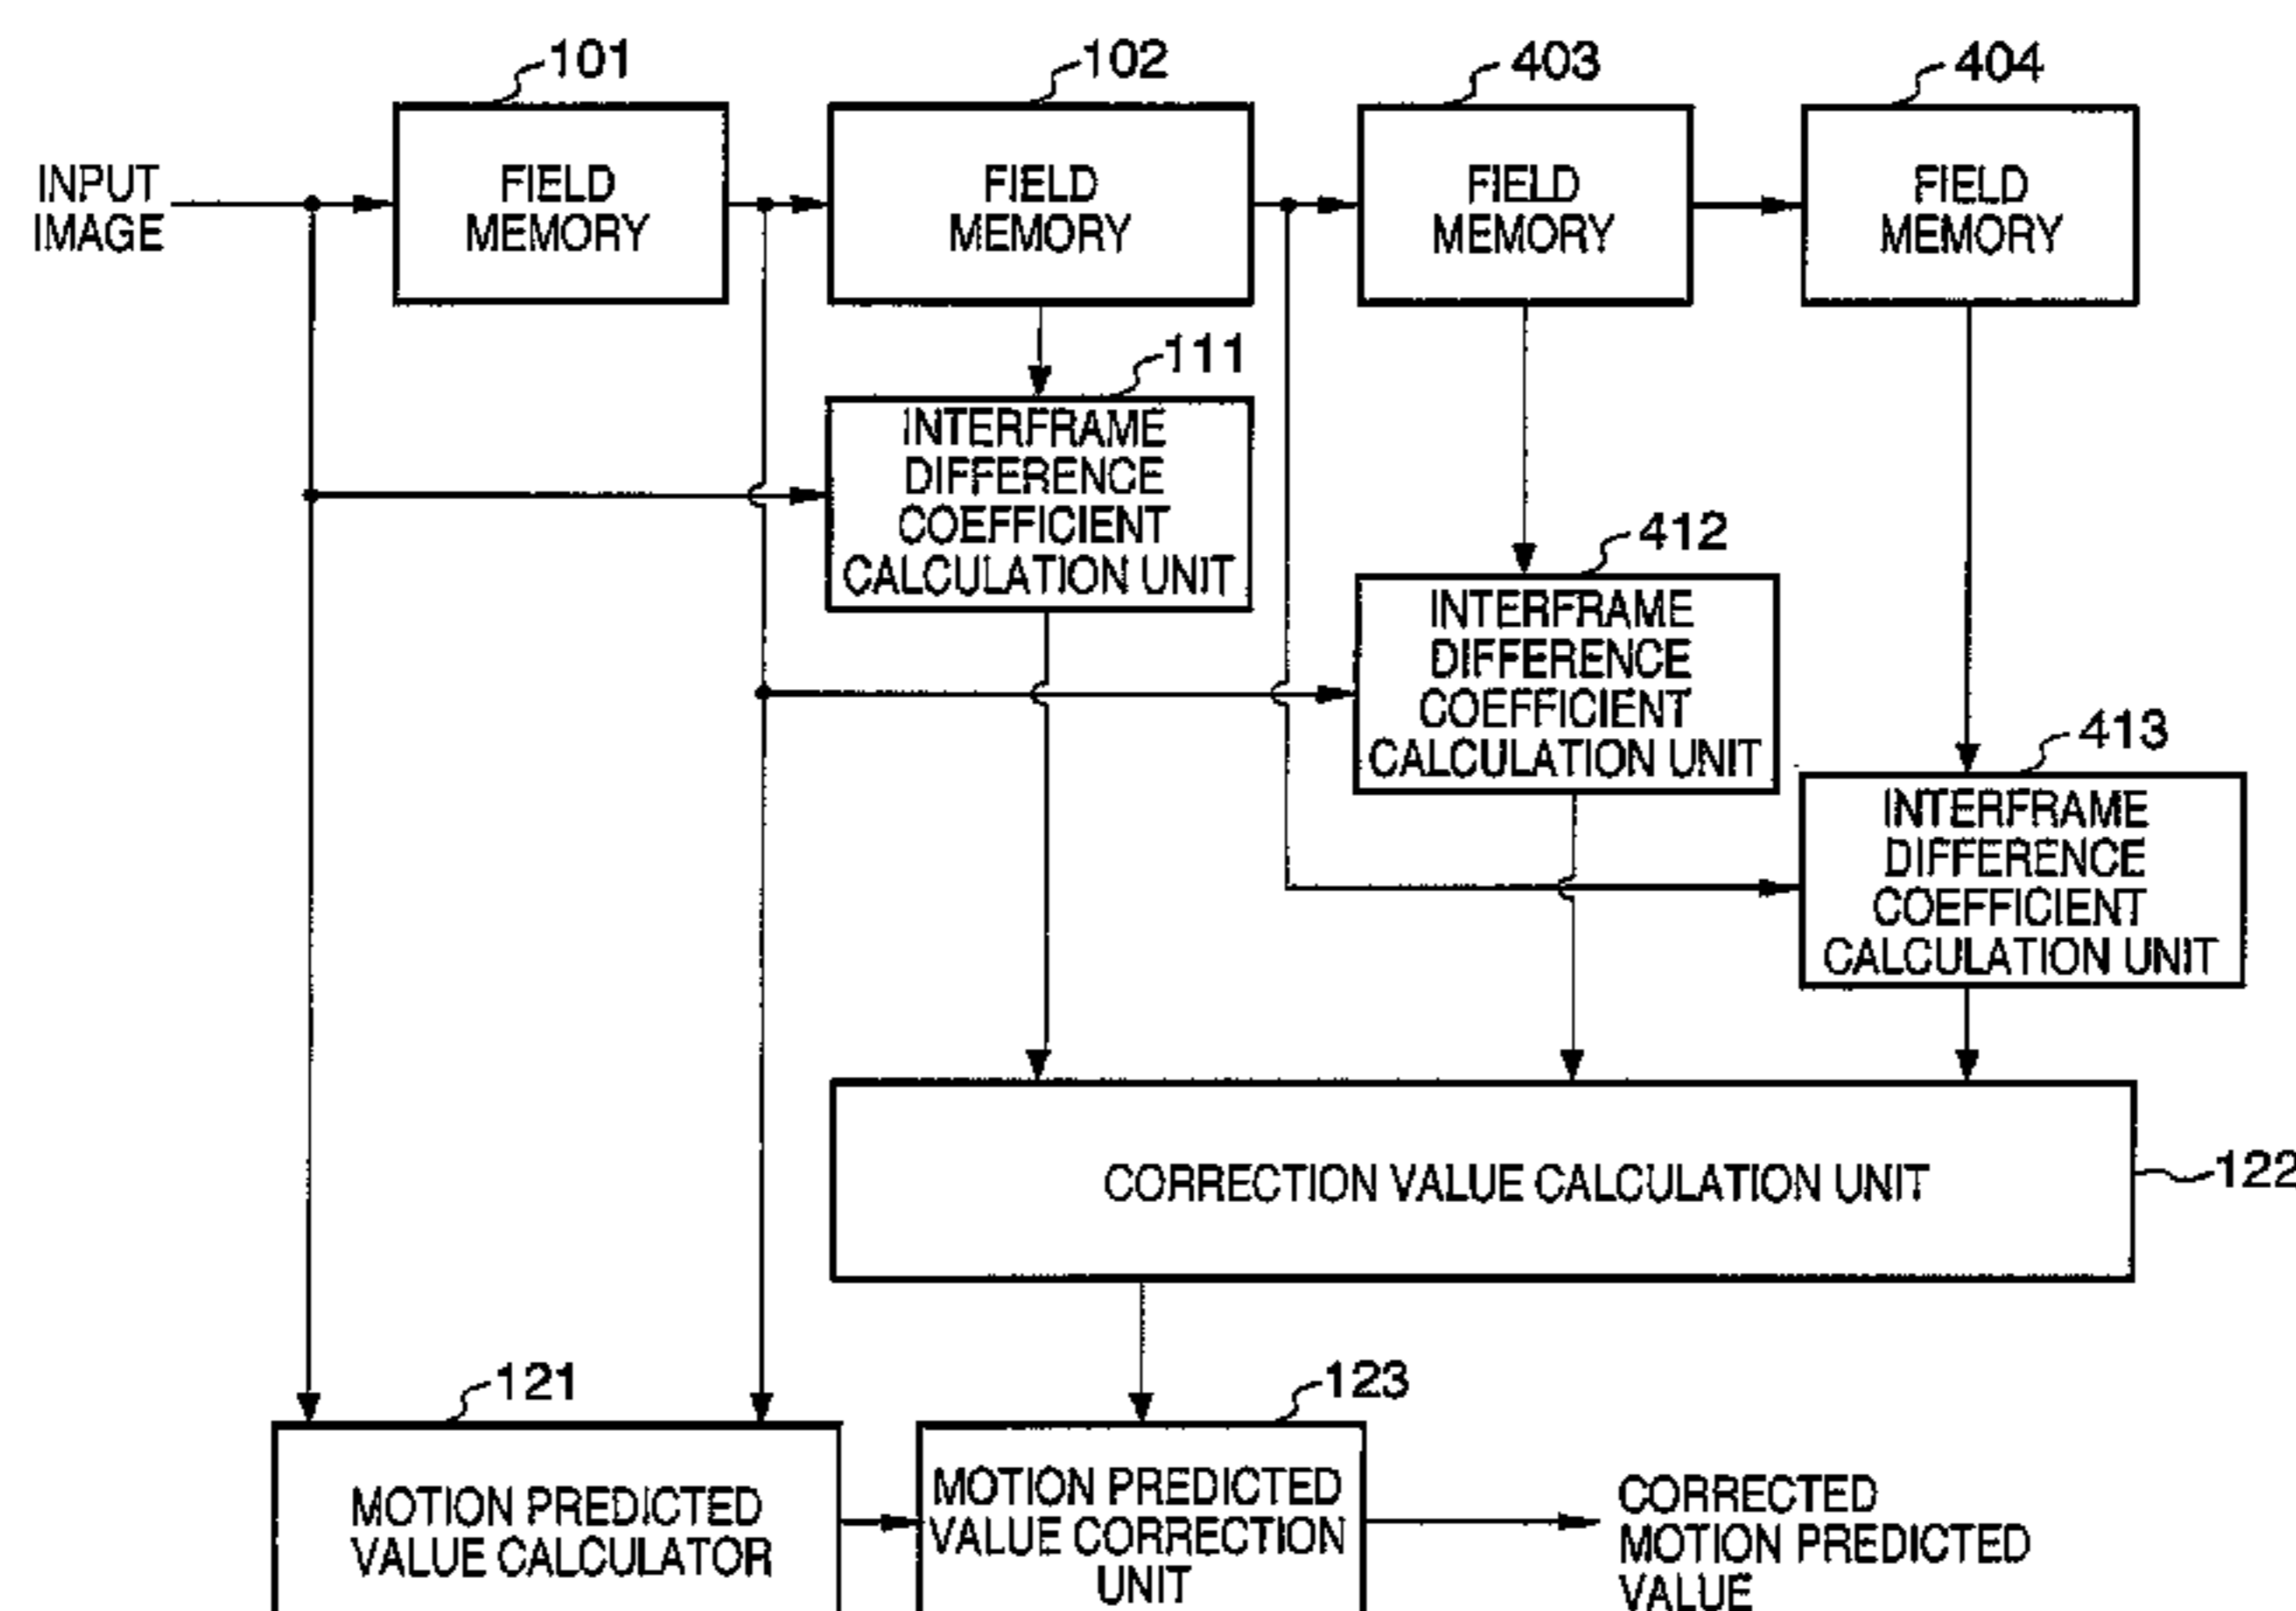 101
102
403
404
INPUT
IMAGE
FIELD
MEMORY
FIELD
MEMORY
FIELD
MEMORY
FIELD
MEMORY
111
INTERFRAME
DIFFERENCE
COEFFICIENT
CALCULATION UNIT
412
INTERFRAME
DIFFERENCE
COEFFICIENT
CALCULATION UNIT
413
INTERFRAME
DIFFERENCE
COEFFICIENT
CALCULATION UNIT
CORRECTION VALUE CALCULATION UNIT
122
121
123
MOTION PREDICTED
VALUE CALCULATOR
MOTION PREDICTED
VALUE CORRECTION
UNIT
CORRECTED
MOTION PREDICTED
VALUE